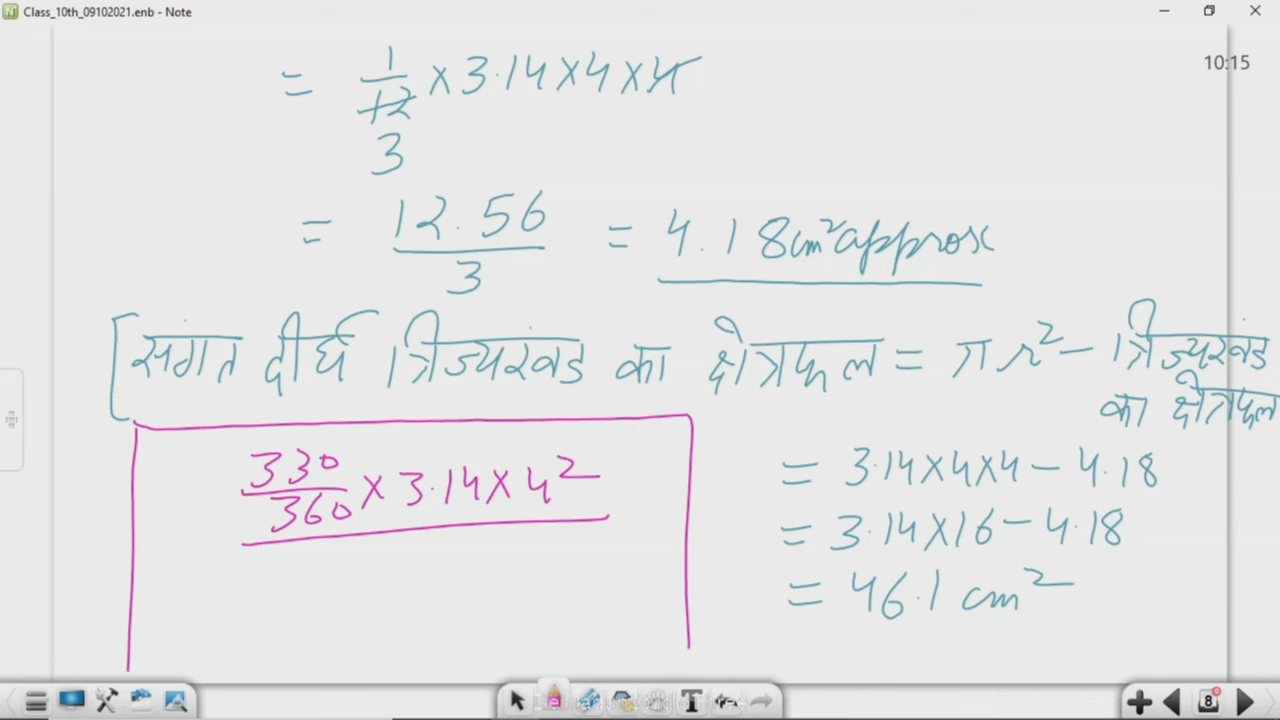 Class_10th_09102021.enb - Note
10:15
= 1/12 × 3.14 × 4 × 4
3
= 12.56/3 = 4.18cm² approx
[संगत दीर्घ त्रिज्यखंड का क्षेत्रफल = πr² - त्रिज्यखंड
का क्षेत्रफल
330/360 × 3.14 × 4²
= 3.14×4×4 - 4.18
= 3.14×16 - 4.18
= 46.1 cm²
8